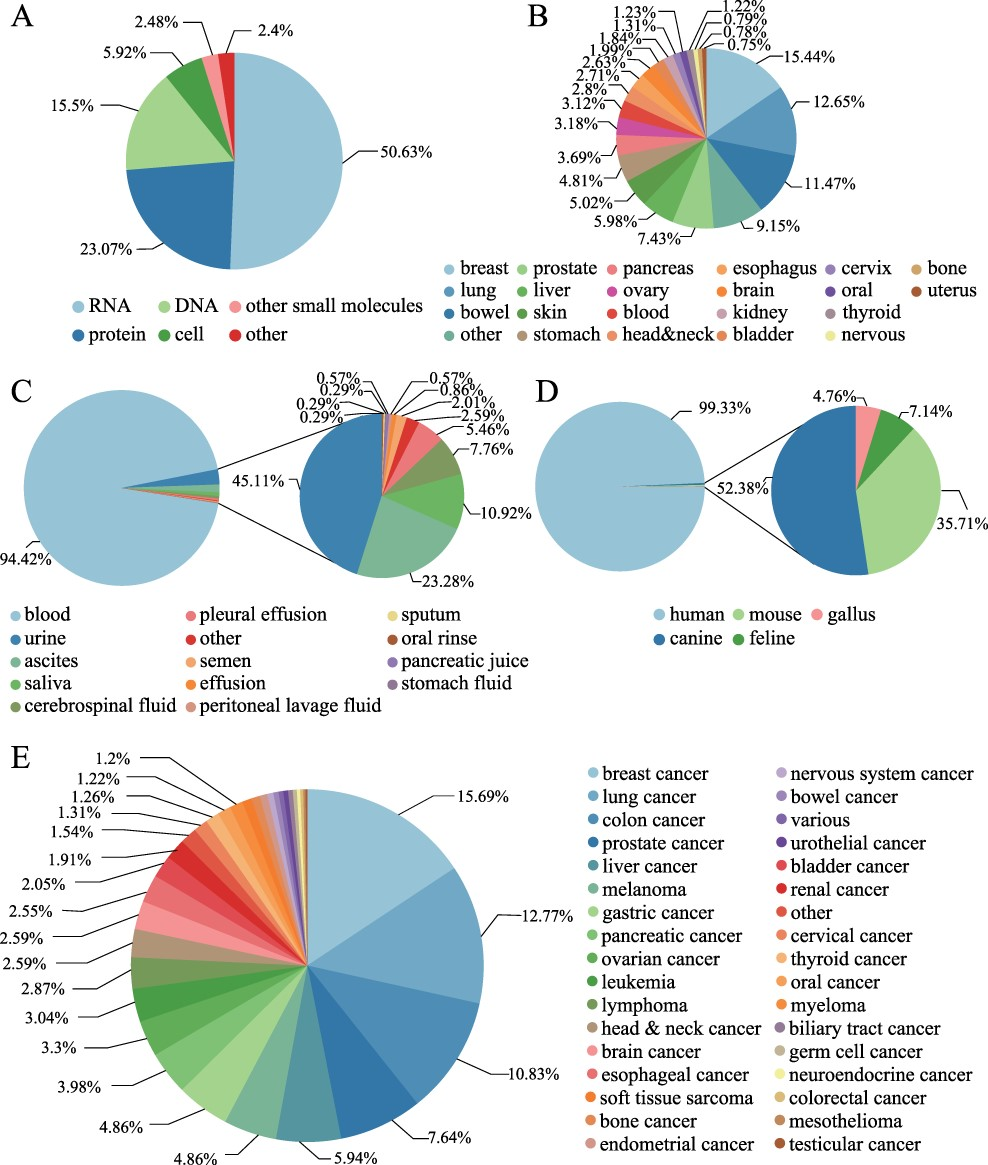 A
2.48%
2.4%
5.92%
15.5%
50.63%
23.07%
RNA DNA other small molecules
protein cell other
B
1.22%
1.23%
0.79%
1.31%
0.78%
1.84%
0.75%
1.99%
2.63%
15.44%
2.71%
2.8%
12.65%
3.12%
3.18%
3.69%
4.81%
11.47%
5.02%
5.98%
9.15%
7.43%
breast prostate pancreas esophagus cervix bone
lung liver ovary brain oral uterus
bowel skin blood kidney thyroid
other stomach head&neck bladder nervous
C
0.57%
0.57%
0.29%
0.86%
0.29%
2.01%
0.29%
2.59%
5.46%
7.76%
45.11%
10.92%
94.42%
23.28%
blood pleural effusion sputum
urine other oral rinse
ascites semen pancreatic juice
saliva effusion stomach fluid
cerebrospinal fluid peritoneal lavage fluid
D
99.33%
4.76%
7.14%
52.38%
35.71%
human mouse gallus
canine feline
E
1.2%
1.22%
1.26%
1.31%
1.54%
1.91%
2.05%
2.55%
2.59%
2.59%
2.87%
3.04%
3.3%
3.98%
4.86%
4.86%
5.94%
7.64%
10.83%
12.77%
15.69%
breast cancer nervous system cancer
lung cancer bowel cancer
colon cancer various
prostate cancer urothelial cancer
liver cancer bladder cancer
melanoma renal cancer
gastric cancer other
pancreatic cancer cervical cancer
ovarian cancer thyroid cancer
leukemia oral cancer
lymphoma myeloma
head & neck cancer biliary tract cancer
brain cancer germ cell cancer
esophageal cancer neuroendocrine cancer
soft tissue sarcoma colorectal cancer
bone cancer mesothelioma
endometrial cancer testicular cancer